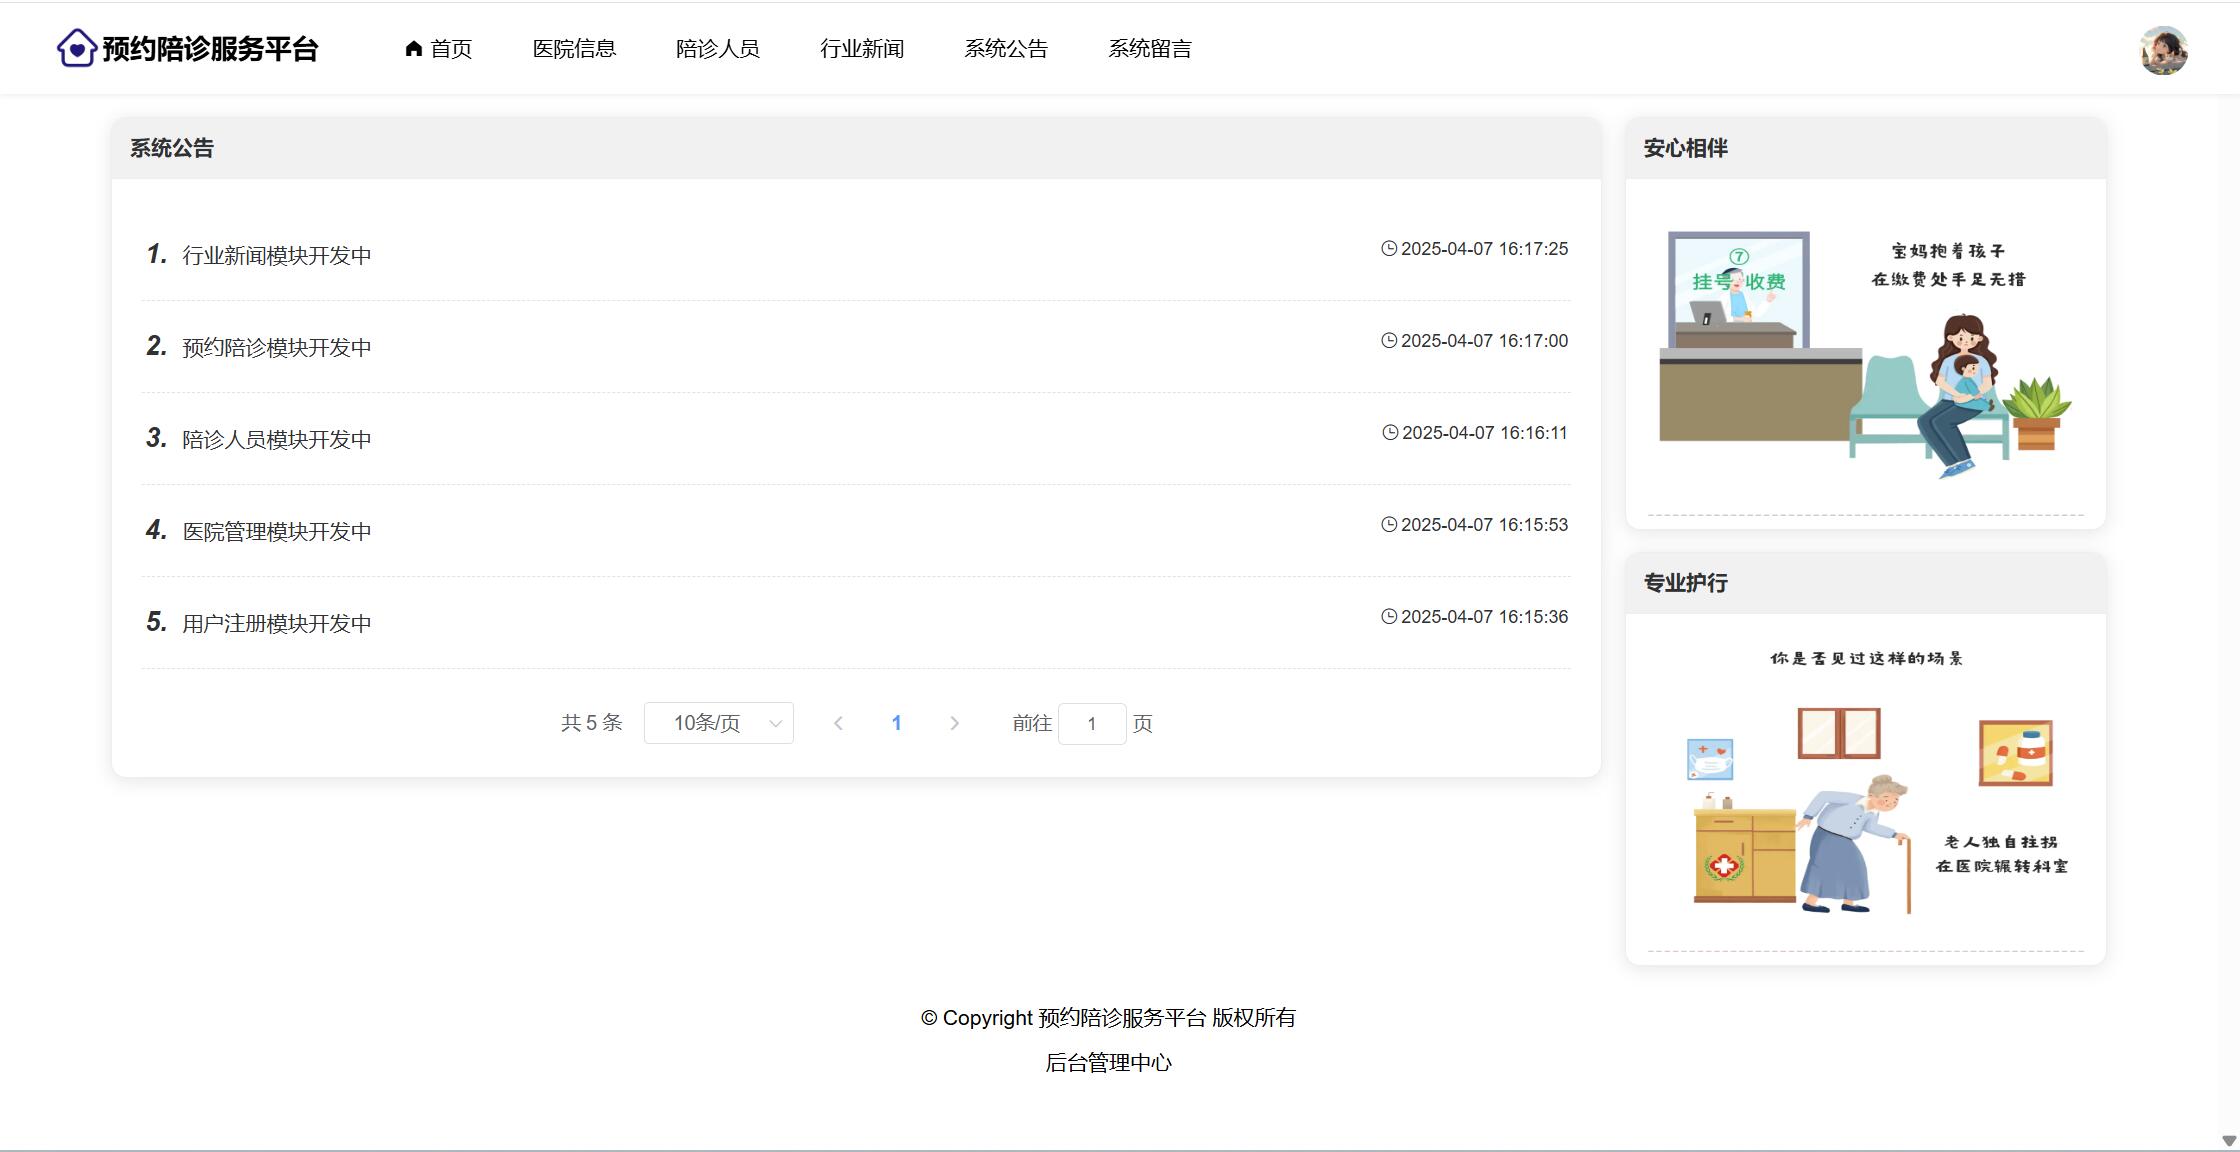 预约陪诊服务平台
首页
医院信息
陪诊人员
行业新闻
系统公告
系统留言
系统公告
1. 行业新闻模块开发中 2025-04-07 16:17:25
2. 预约陪诊模块开发中 2025-04-07 16:17:00
3. 陪诊人员模块开发中 2025-04-07 16:16:11
4. 医院管理模块开发中 2025-04-07 16:15:53
5. 用户注册模块开发中 2025-04-07 16:15:36
共 5 条 10条/页 1 前往 1 页
安心相伴
宝妈抱着孩子
在缴费处手足无措
⑦
挂号 收费
专业护行
你是否见过这样的场景
老人独自拄拐
在医院辗转科室
© Copyright 预约陪诊服务平台 版权所有
后台管理中心